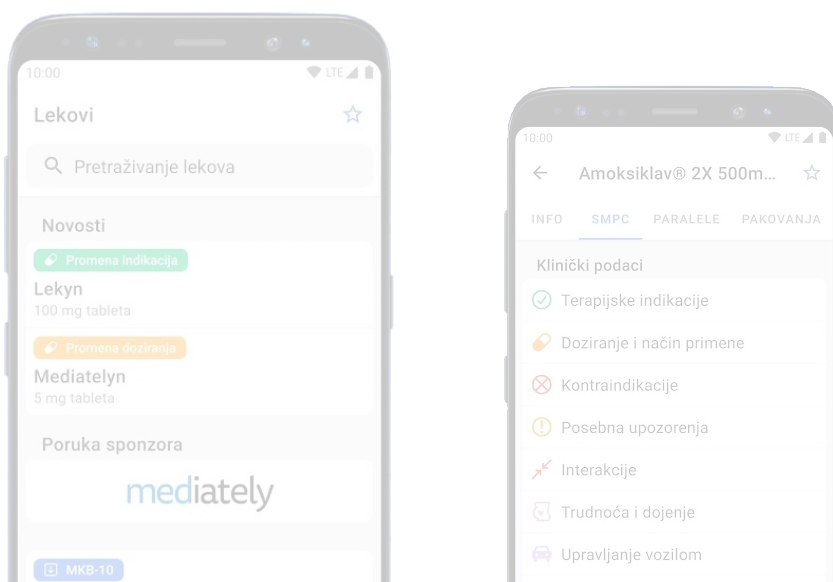 10:00
LTE
Lekovi
Pretraživanje lekova
Novosti
Promena indikacija
Lekyn
100 mg tableta
Promena doziranja
Mediatelyn
5 mg tableta
Poruka sponzora
mediately
MKB-10
10:00
LTE
Amoksiklav® 2X 500m...
INFO SMPC PARALELE PAKOVANJA
Klinički podaci
Terapijske indikacije
Doziranje i način primene
Kontraindikacije
Posebna upozorenja
Interakcije
Trudnoća i dojenje
Upravljanje vozilom